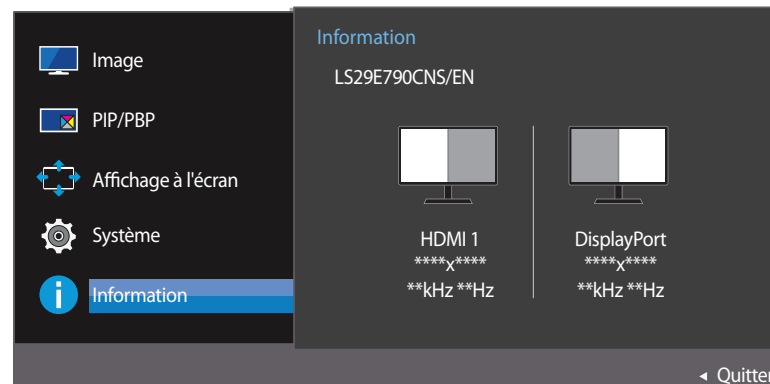 Image
PIP/PBP
Affichage à l'écran
Système
Information
Information
LS29E790CNS/EN
HDMI 1
****x****
**kHz **Hz
DisplayPort
****x****
**kHz **Hz
◄ Quitter